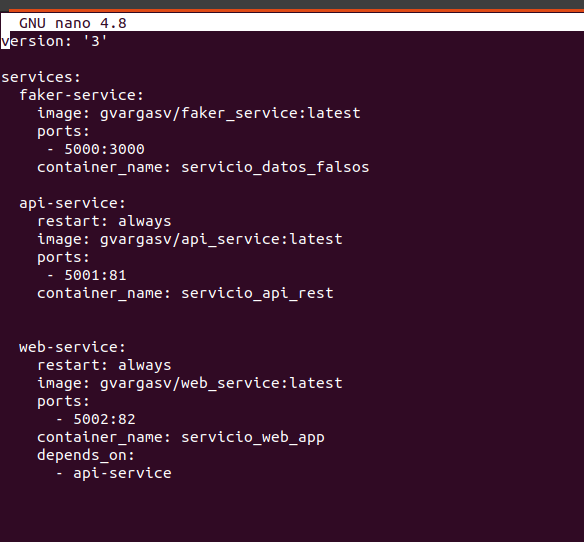 GNU nano 4.8
version: '3'
services:
  faker-service:
    image: gvargasv/faker_service:latest
    ports:
     - 5000:3000
    container_name: servicio_datos_falsos
  api-service:
    restart: always
    image: gvargasv/api_service:latest
    ports:
     - 5001:81
    container_name: servicio_api_rest
  web-service:
    restart: always
    image: gvargasv/web_service:latest
    ports:
      - 5002:82
    container_name: servicio_web_app
    depends_on:
      - api-service